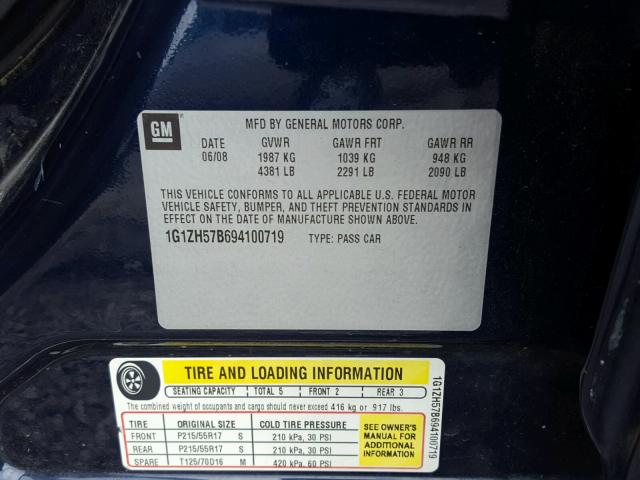 GM
MFD BY GENERAL MOTORS CORP.
DATE GVWR GAWR FRT GAWR RR
06/08 1987 KG 1039 KG 948 KG
4381 LB 2291 LB 2090 LB
THIS VEHICLE CONFORMS TO ALL APPLICABLE U.S. FEDERAL MOTOR
VEHICLE SAFETY, BUMPER, AND THEFT PREVENTION STANDARDS IN
EFFECT ON THE DATE OF MANUFACTURE SHOWN ABOVE.
1G1ZH57B694100719 TYPE: PASS CAR
TIRE AND LOADING INFORMATION
SEATING CAPACITY TOTAL 5 FRONT 2 REAR 3
The combined weight of occupants and cargo should never exceed 416 kg or 917 lbs.
TIRE ORIGINAL SIZE COLD TIRE PRESSURE
FRONT P215/55R17 S 210 kPa, 30 PSI
REAR P215/55R17 S 210 kPa, 30 PSI
SPARE T125/70D16 M 420 kPa, 60 PSI
SEE OWNER'S
MANUAL FOR
ADDITIONAL
INFORMATION
1G1ZH57B694100719